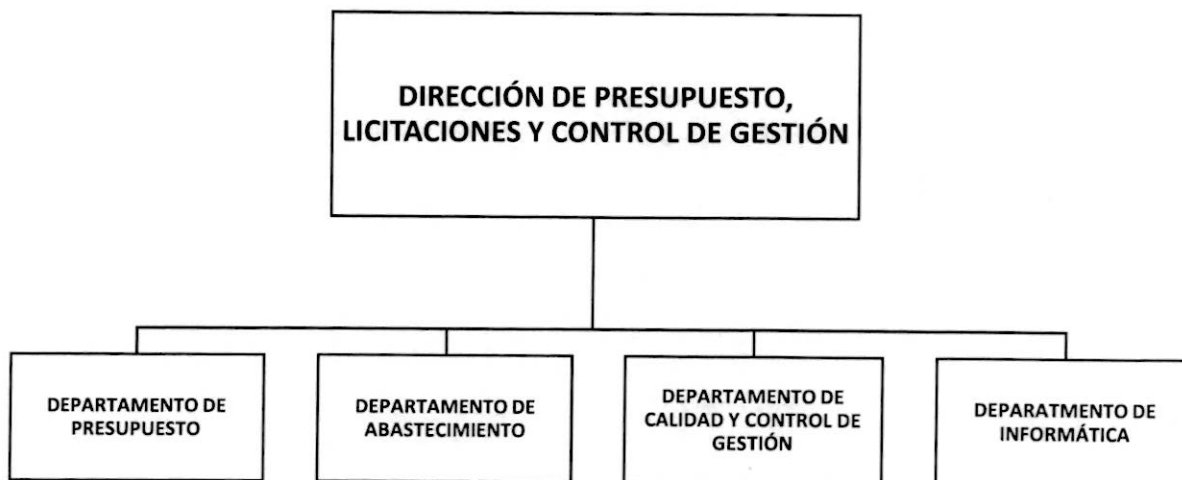 DIRECCIÓN DE PRESUPUESTO,
LICITACIONES Y CONTROL DE GESTIÓN
DEPARTAMENTO DE
PRESUPUESTO
DEPARTAMENTO DE
ABASTECIMIENTO
DEPARTAMENTO DE
CALIDAD Y CONTROL DE
GESTIÓN
DEPARATMENTO DE
INFORMÁTICA